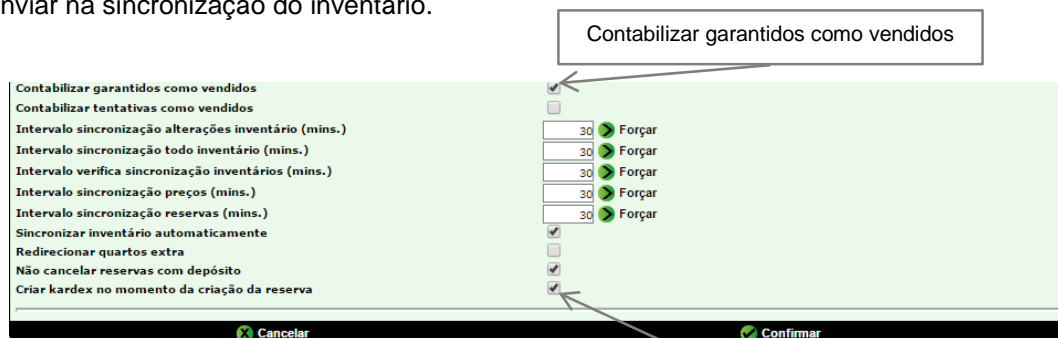 nviar na sincronização do inventário.
Contabilizar garantidos como vendidos
Contabilizar garantidos como vendidos
Contabilizar tentativas como vendidos
Intervalo sincronização alterações inventário (mins.) 30 Forçar
Intervalo sincronização todo inventário (mins.) 30 Forçar
Intervalo verifica sincronização inventários (mins.) 30 Forçar
Intervalo sincronização preços (mins.) 30 Forçar
Intervalo sincronização reservas (mins.) 30 Forçar
Sincronizar inventário automaticamente
Redirecionar quartos extra
Não cancelar reservas com depósito
Criar kardex no momento da criação da reserva
Cancelar Confirmar